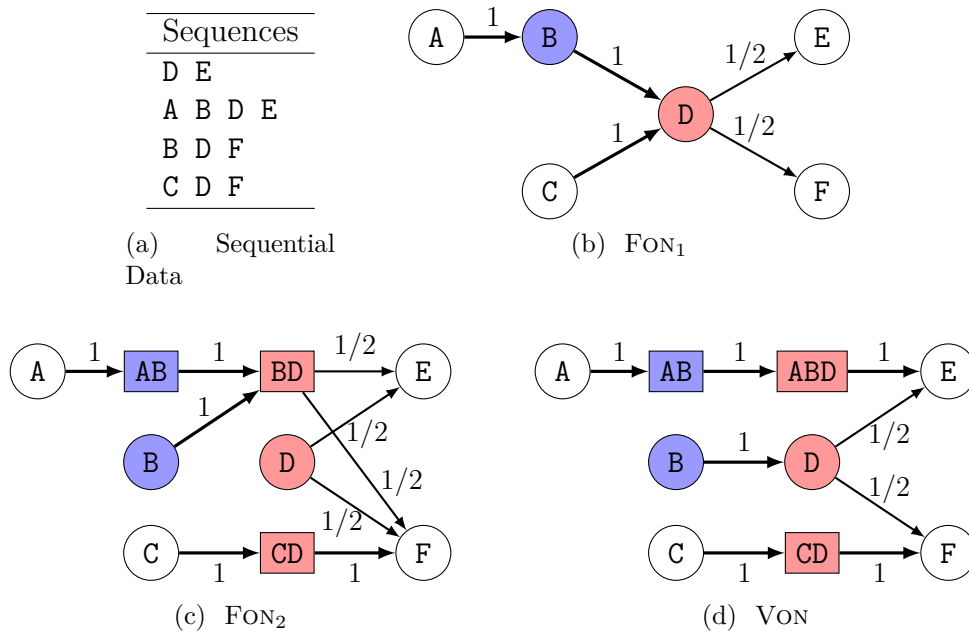 Sequences
D E
A B D E
B D F
C D F
(a) Sequential
Data
A 1 B 1 D 1/2 E
C 1 1/2 F
(b) FON1
A 1 AB 1 BD 1/2 E
B 1 D 1/2
1/2
C 1 CD 1 1/2 F
(c) FON2
A 1 AB 1 ABD 1 E
B 1 D 1/2
1/2
C 1 CD 1 F
(d) VON